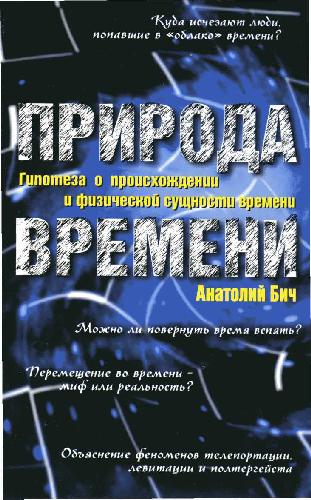 Куда исчезают люди,
попавшие в «облако» времени?
ПРИРОДА
Гипотеза о происхождении
и физической сущности времени
ВРЕМЕНИ
Анатолий Бич
Можно ли повернуть время вспять?
Перемещение во времени –
миф или реальность?
Объяснение феноменов телепортации,
левитации и полтергейста